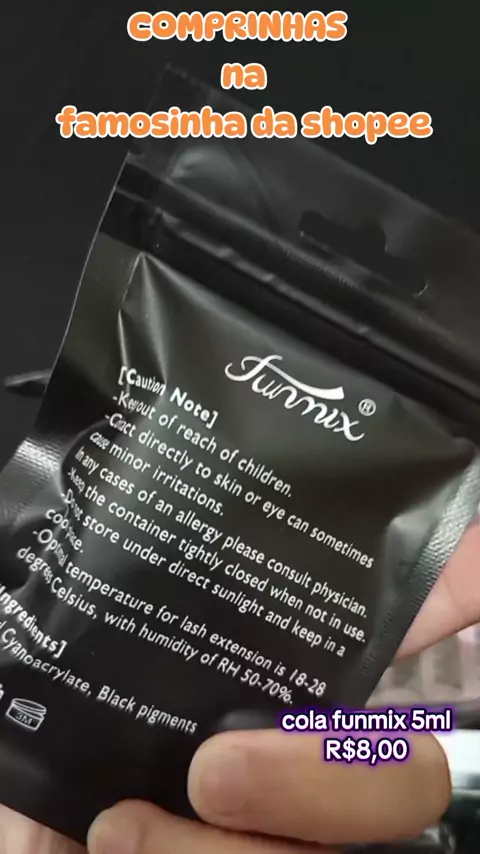 COMPRINHAS
na
famosinha da shopee
Funmix®
[Caution Note]
-Keep out of reach of children.
-Contact directly to skin or eye can sometimes
cause minor irritations.
In any cases of an allergy please consult physician.
-Keep the container tightly closed when not in use.
-Do not store under direct sunlight and keep in a
-Optimal temperature for lash extension is 18-28
degrees Celsius, with humidity of RH 50-70%.
[Ingredients]
Cyanoacrylate, Black pigments
cola funmix 5ml
R$8,00